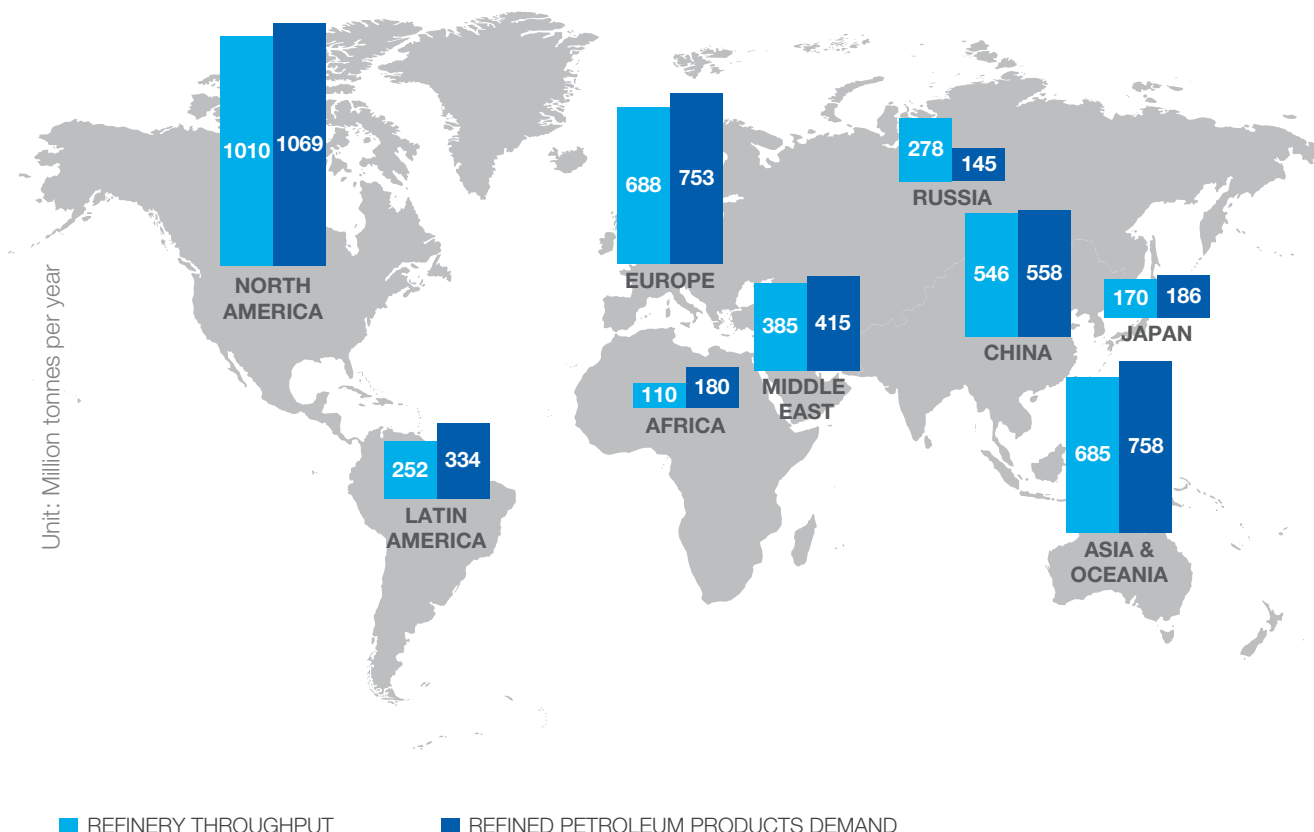 1010 1069
NORTH
AMERICA
688 753
EUROPE
278 145
RUSSIA
546 558
CHINA
170 186
JAPAN
385 415
MIDDLE
EAST
110 180
AFRICA
252 334
LATIN
AMERICA
685 758
ASIA &
OCEANIA
Unit: Million tonnes per year
REFINERY THROUGHPUT
REFINED PETROLEUM PRODUCTS DEMAND